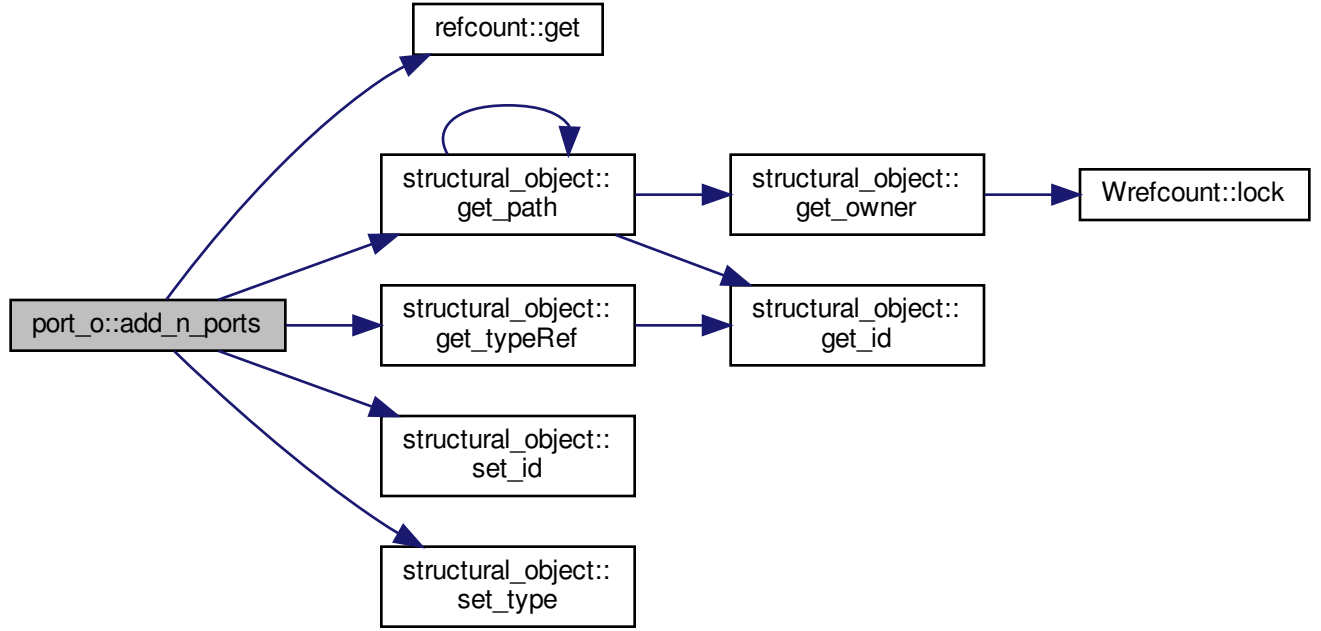 refcount::get
structural_object::
get_path
structural_object::
get_owner
Wrefcount::lock
port_o::add_n_ports
structural_object::
get_typeRef
structural_object::
get_id
structural_object::
set_id
structural_object::
set_type